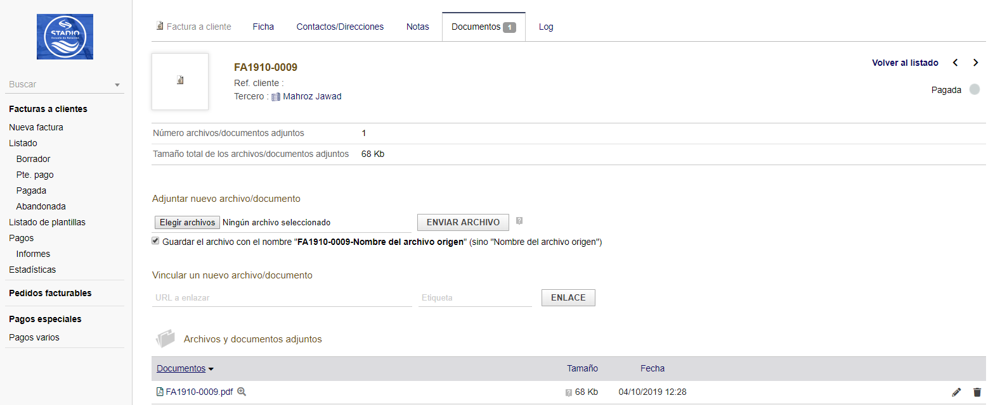 STADIO
Escuela de Natación
Buscar
Facturas a clientes
Nueva factura
Listado
Borrador
Pte. pago
Pagada
Abandonada
Listado de plantillas
Pagos
Informes
Estadísticas
Pedidos facturables
Pagos especiales
Pagos varios
Factura a cliente Ficha Contactos/Direcciones Notas Documentos 1 Log
FA1910-0009
Ref. cliente :
Tercero : Mahroz Jawad
Volver al listado
Pagada
Número archivos/documentos adjuntos 1
Tamaño total de los archivos/documentos adjuntos 68 Kb
Adjuntar nuevo archivo/documento
Elegir archivos Ningún archivo seleccionado ENVIAR ARCHIVO
Guardar el archivo con el nombre "FA1910-0009-Nombre del archivo origen" (sino "Nombre del archivo origen")
Vincular un nuevo archivo/documento
URL a enlazar Etiqueta ENLACE
Archivos y documentos adjuntos
Documentos Tamaño Fecha
FA1910-0009.pdf 68 Kb 04/10/2019 12:28